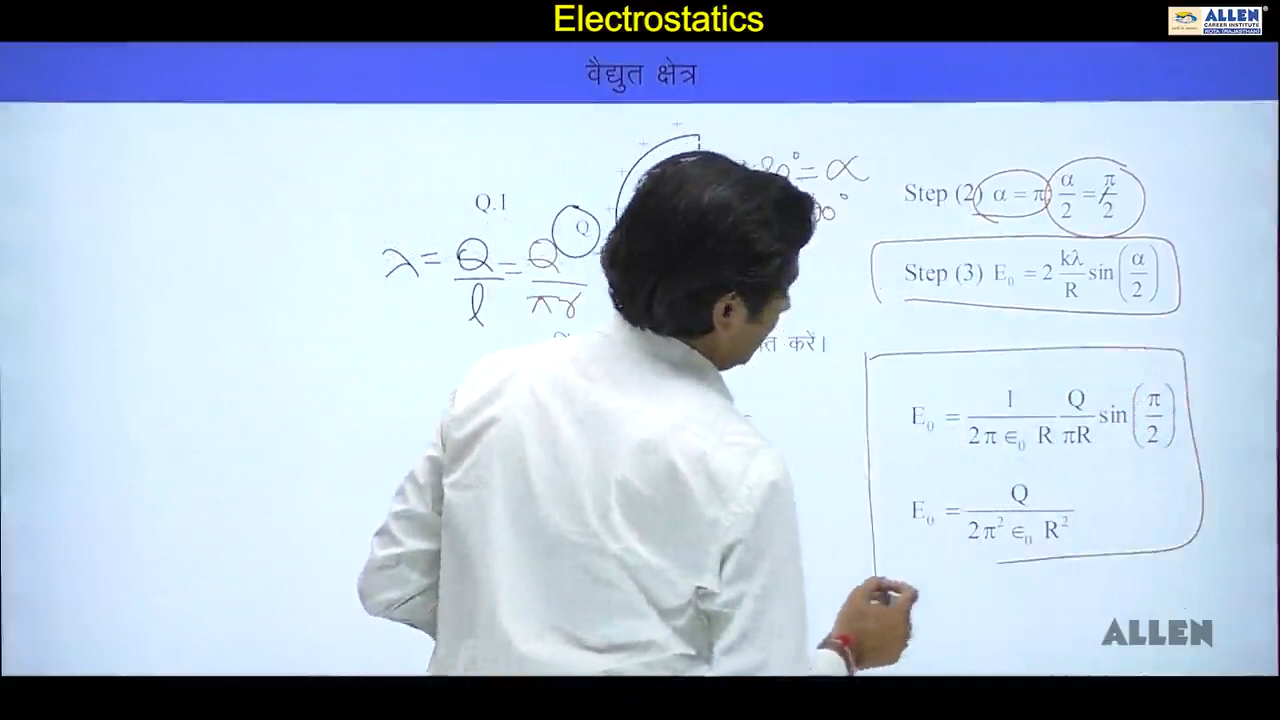 Electrostatics
ALLEN
CAREER INSTITUTE
KOTA (RAJASTHAN)
वैद्युत क्षेत्र
Q.1
Q
λ = Q/l = Q/πr
= α
Step (2) α = π, α/2 = π/2
Step (3) E₀ = 2 kλ/R sin(α/2)
करें।
E₀ = 1/(2π∈₀ R) Q/(πR) sin(π/2)
E₀ = Q/(2π²∈₀ R²)
ALLEN